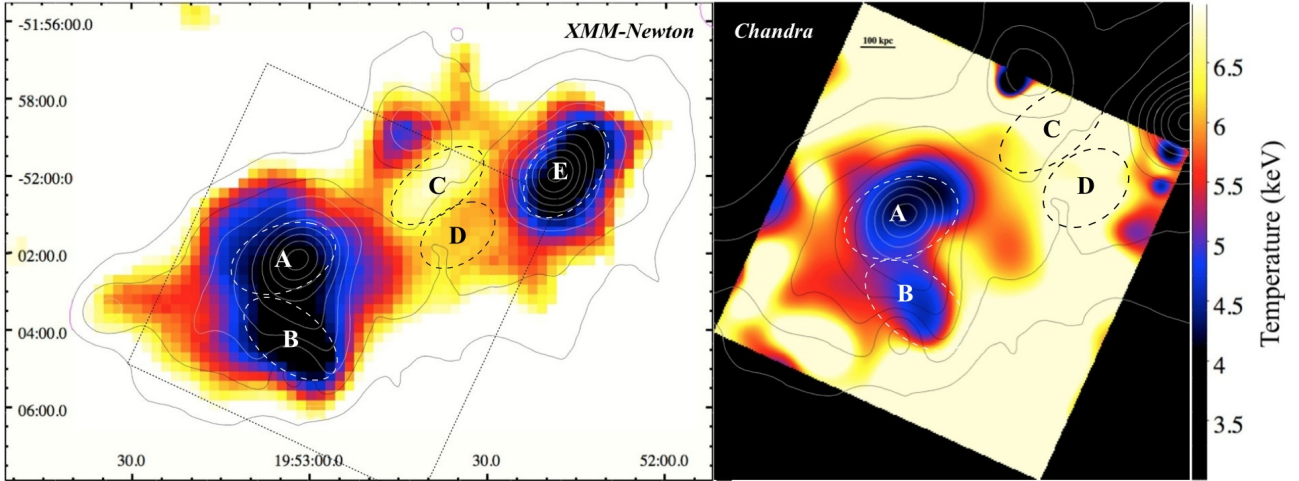 -51:56:00.0
XMM-Newton
58:00.0
-52:00:0
02:00.0
04:00.0
06:00.0
30.0
19:53:00.0
30.0
52:00.0
A
B
C
D
E
Chandra
100 kpc
A
B
C
D
6.5
6
5.5
5
4.5
4
3.5
Temperature (keV)